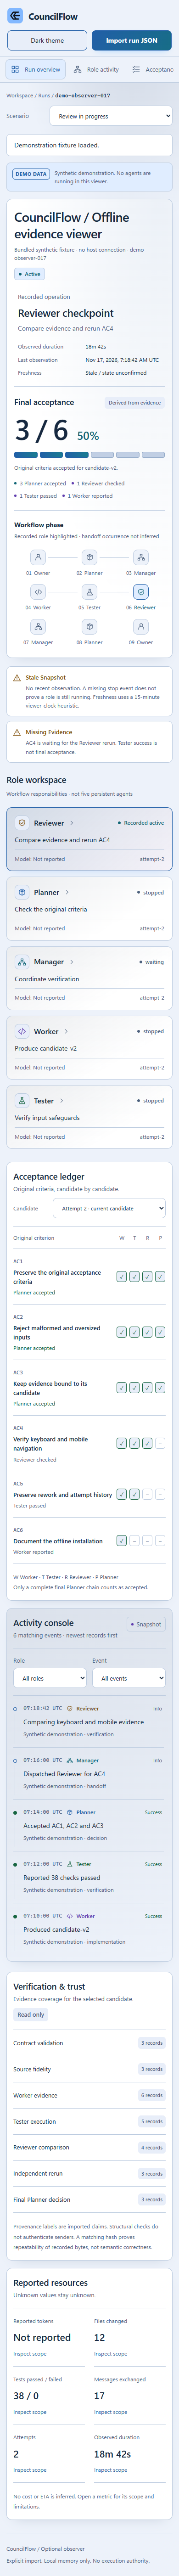 CouncilFlow
Dark theme
Import run JSON
Run overview
Role activity
Acceptanc
Workspace / Runs / demo-observer-017
Scenario
Review in progress
Demonstration fixture loaded.
DEMO DATA
Synthetic demonstration. No agents are
running in this viewer.
CouncilFlow / Offline
evidence viewer
Bundled synthetic fixture · no host connection · demo-
observer-017
Active
Recorded operation
Reviewer checkpoint
Compare evidence and rerun AC4
Observed duration
18m 42s
Last observation
Nov 17, 2026, 7:18:42 AM UTC
Freshness
Stale / state unconfirmed
Final acceptance
Derived from evidence
3 / 6 50%
Original criteria accepted for candidate-v2.
3 Planner accepted
1 Reviewer checked
1 Tester passed
1 Worker reported
Workflow phase
Recorded role highlighted · handoff occurrence not inferred
01 Owner
02 Planner
03 Manager
04 Worker
05 Tester
06 Reviewer
07 Manager
08 Planner
09 Owner
Stale Snapshot
No recent observation. A missing stop event does not
prove a role is still running. Freshness uses a 15-minute
viewer-clock heuristic.
Missing Evidence
AC4 is waiting for the Reviewer rerun. Tester success is
not final acceptance.
Role workspace
Workflow responsibilities · not live persistent agents
Reviewer
Recorded active
Compare evidence and rerun AC4
Model: Not reported
attempt-2
Planner
stopped
Check the original criteria
Model: Not reported
attempt-2
Manager
waiting
Coordinate verification
Model: Not reported
attempt-2
Worker
stopped
Produce candidate-v2
Model: Not reported
attempt-2
Tester
stopped
Verify input safeguards
Model: Not reported
attempt-2
Acceptance ledger
Original criteria, candidate by candidate.
Candidate
Attempt 2 · current candidate
Original criterion
W T R P
AC1
Preserve the original acceptance
criteria
Planner accepted
AC2
Reject malformed and oversized
inputs
Planner accepted
AC3
Keep evidence bound to its
candidate
Planner accepted
AC4
Verify keyboard and mobile
navigation
Reviewer checked
AC5
Preserve rework and attempt history
Tester passed
AC6
Document the offline installation
Worker reported
W Worker · T Tester · R Reviewer · P Planner
Only a complete final Planner chain counts as accepted.
Activity console
Snapshot
6 matching events · newest records first
Role
Event
All roles
All events
07:18:42 UTC
Reviewer
Info
Comparing keyboard and mobile evidence
Synthetic demonstration · verification
07:16:00 UTC
Manager
Info
Dispatched Reviewer for AC4
Synthetic demonstration · handoff
07:14:00 UTC
Planner
Success
Accepted AC1, AC2 and AC3
Synthetic demonstration · decision
07:12:00 UTC
Tester
Success
Reported 38 checks passed
Synthetic demonstration · verification
07:10:00 UTC
Worker
Success
Produced candidate-v2
Synthetic demonstration · implementation
Verification & trust
Evidence coverage for the selected candidate.
Read only
Contract validation
3 records
Source fidelity
3 records
Worker evidence
6 records
Tester execution
5 records
Reviewer comparison
4 records
Independent rerun
3 records
Final Planner decision
3 records
Provenance labels are imported claims. Structural checks do
not authenticate senders. A matching hash proves
repeatability of recorded bytes, not semantic correctness.
Reported resources
Unknown values stay unknown.
Reported tokens
Files changed
Not reported
12
Inspect scope
Inspect scope
Tests passed / failed
Messages exchanged
38 / 0
17
Inspect scope
Inspect scope
Attempts
Observed duration
2
18m 42s
Inspect scope
Inspect scope
No cost or ETA is inferred. Open a metric for its scope and
limitations.
CouncilFlow / Optional observer
Explicit import. Local memory only. No execution authority.